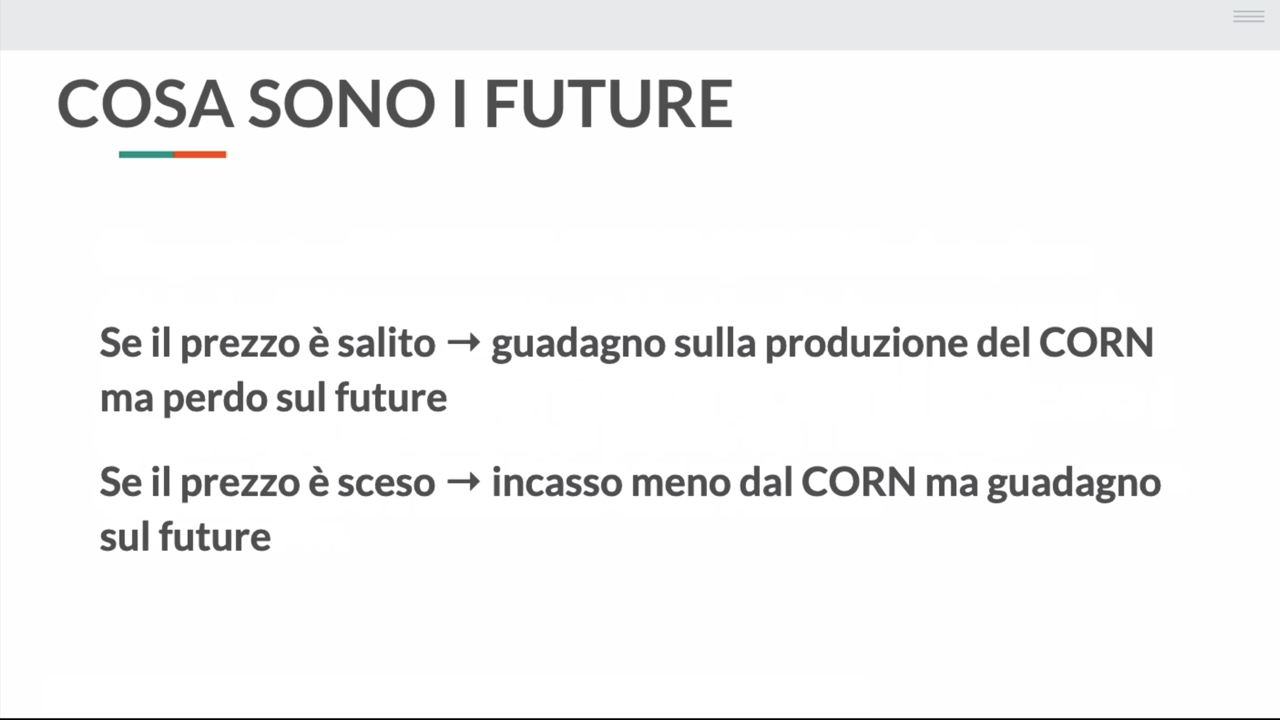 COSA SONO I FUTURE
Se il prezzo è salito → guadagno sulla produzione del CORN
ma perdo sul future
Se il prezzo è sceso → incasso meno dal CORN ma guadagno
sul future